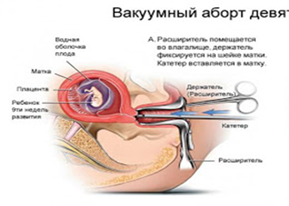 Вакуумный аборт девят
Водная
оболочка
плода
Матка
Плацента
Ребенок
9ти недель
развития
А. Расширитель помещается
во влагалище, держатель
фиксируется на шейке матки.
Катетер вставляется в матку.
Держатель
(Расширитель)
Катетер
Расширитель